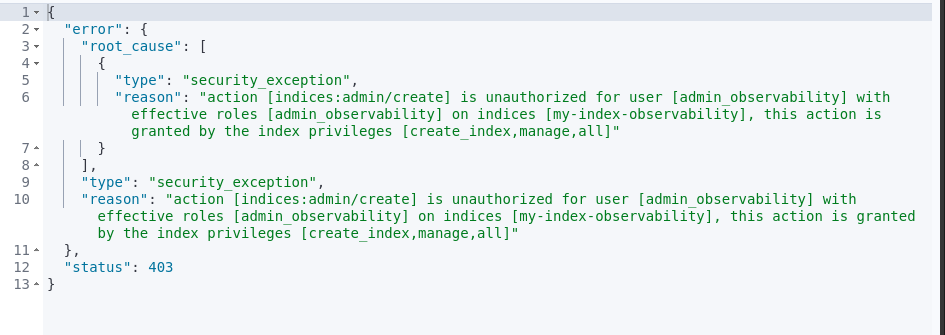 1 {
2 "error": {
3 "root_cause": [
4 {
5 "type": "security_exception",
6 "reason": "action [indices:admin/create] is unauthorized for user [admin_observability] with
effective roles [admin_observability] on indices [my-index-observability], this action is
granted by the index privileges [create_index,manage,all]"
7 }
8 ],
9 "type": "security_exception",
10 "reason": "action [indices:admin/create] is unauthorized for user [admin_observability] with
effective roles [admin_observability] on indices [my-index-observability], this action is granted
by the index privileges [create_index,manage,all]"
11 },
12 "status": 403
13 }